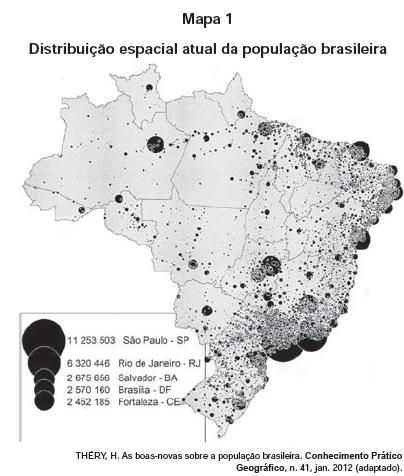 Mapa 1
Distribuição espacial atual da população brasileira
11 253 503 São Paulo - SP
6 320 446 Rio de Janeiro - RJ
2 675 656 Salvador - BA
2 570 160 Brasília - DF
2 452 185 Fortaleza - CE
THÉRY, H. As boas-novas sobre a população brasileira. Conhecimento Prático
Geográfico, n. 41, jan. 2012 (adaptado).